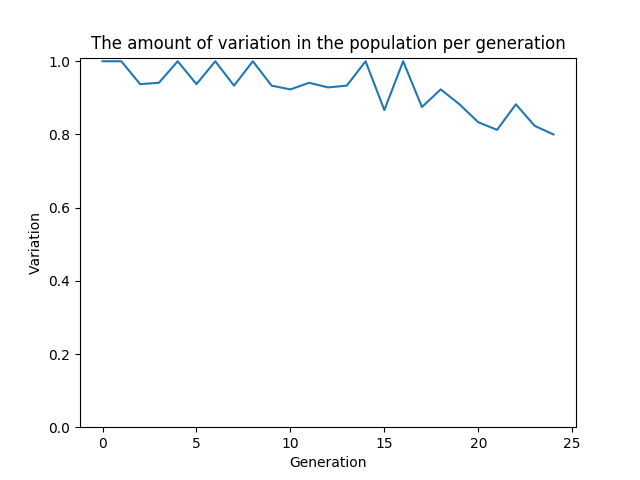 The amount of variation in the population per generation
1.0
0.8
0.6
0.4
0.2
0.0
Variation
0 5 10 15 20 25
Generation